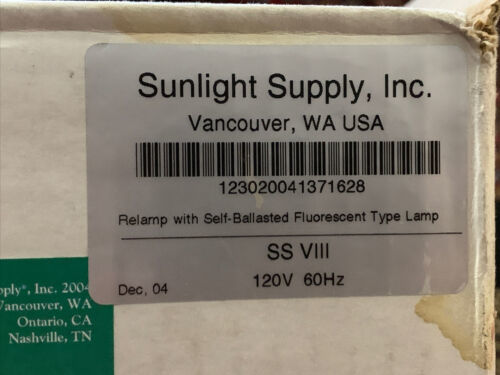 Sunlight Supply, Inc.
Vancouver, WA USA
123020041371628
Relamp with Self-Ballasted Fluorescent Type Lamp
SS VIII
120V 60Hz
Dec, 04
Inc. 2004
Vancouver, WA
Ontario, CA
Nashville, TN